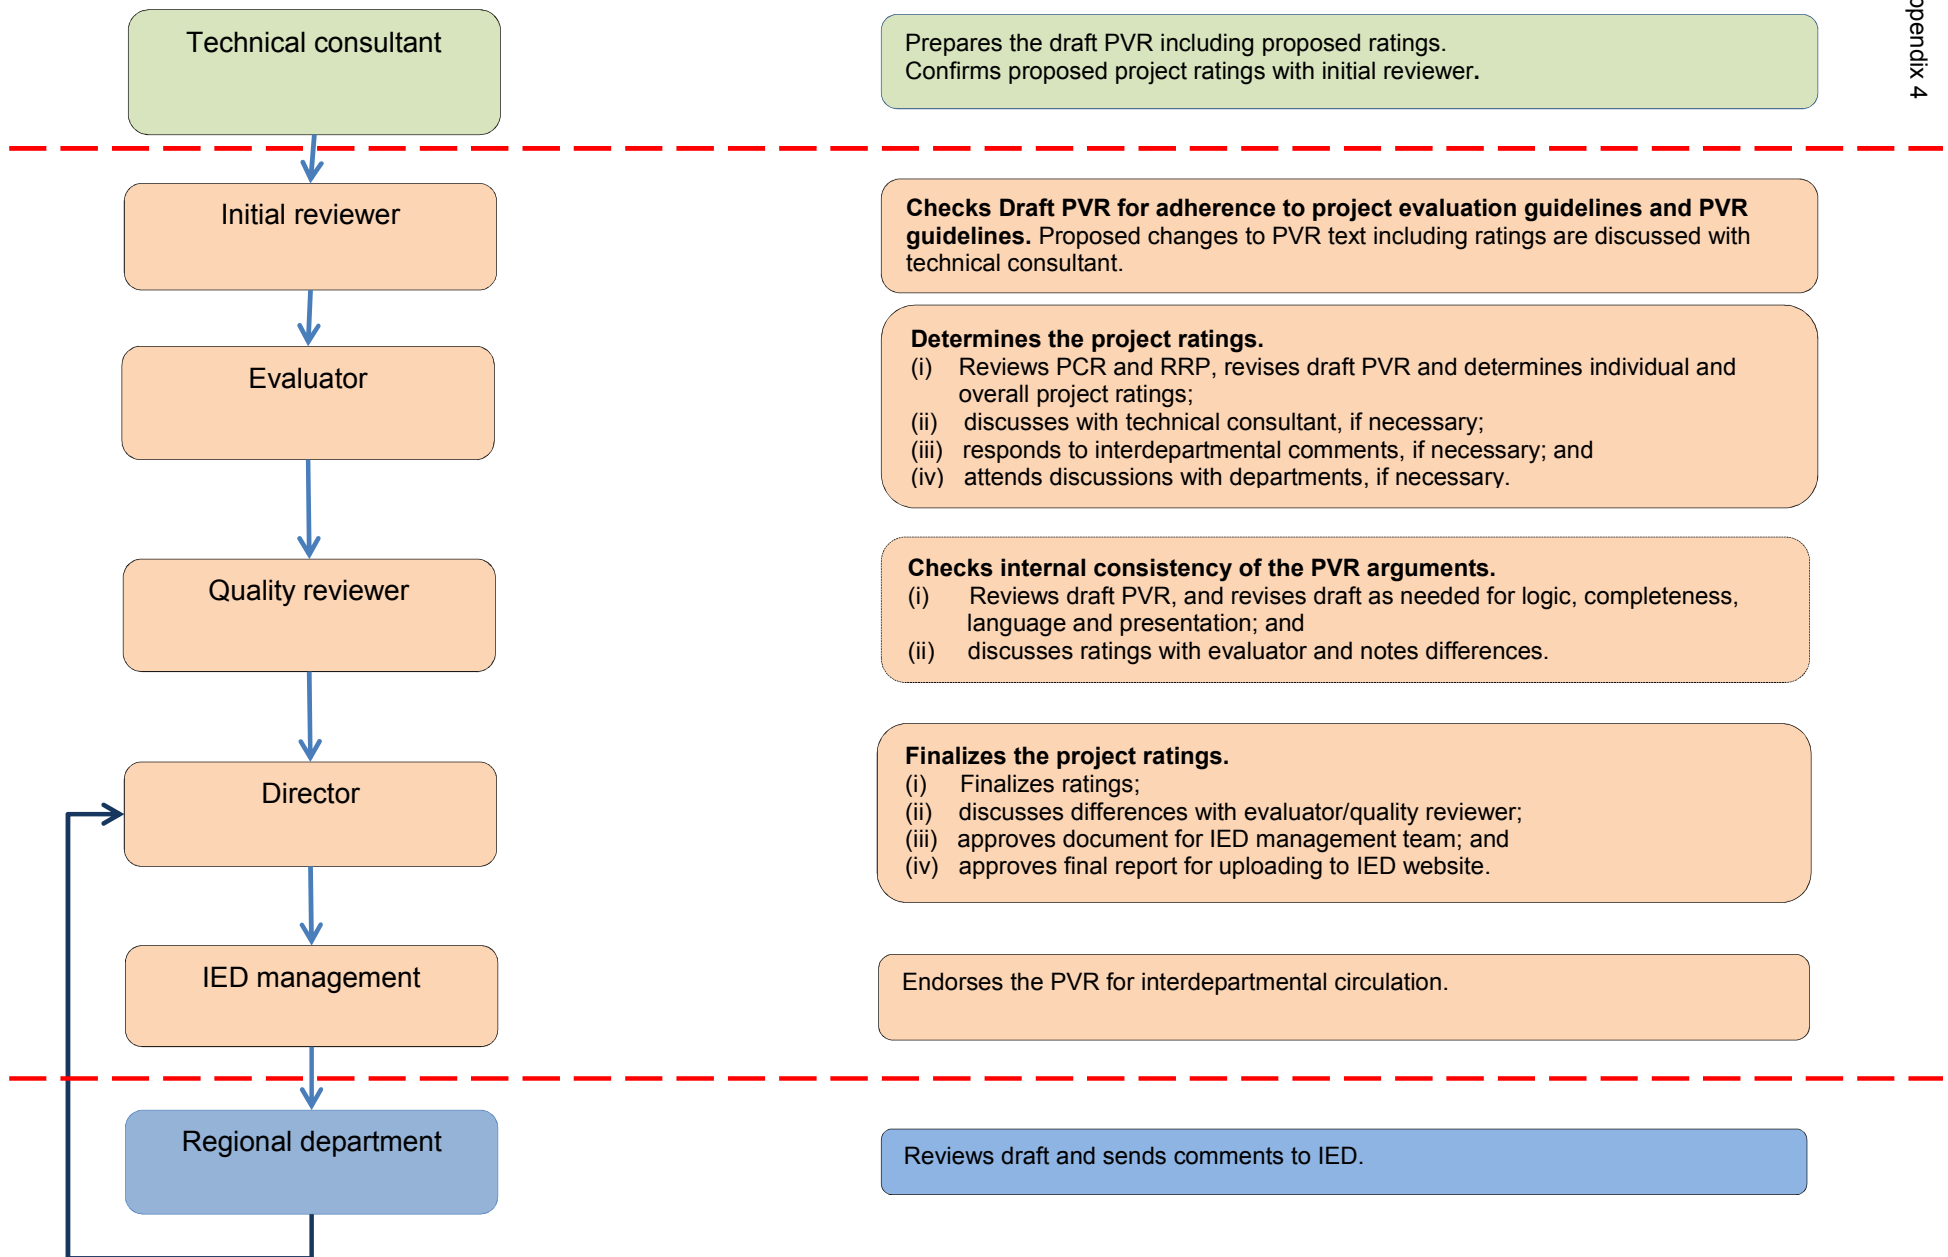 ppendix 4
Technical consultant
Prepares the draft PVR including proposed ratings.
Confirms proposed project ratings with initial reviewer.
Initial reviewer
Checks Draft PVR for adherence to project evaluation guidelines and PVR
guidelines. Proposed changes to PVR text including ratings are discussed with
technical consultant.
Evaluator
Determines the project ratings.
(i) Reviews PCR and RRP, revises draft PVR and determines individual and
overall project ratings;
(ii) discusses with technical consultant, if necessary;
(iii) responds to interdepartmental comments, if necessary; and
(iv) attends discussions with departments, if necessary.
Quality reviewer
Checks internal consistency of the PVR arguments.
(i) Reviews draft PVR, and revises draft as needed for logic, completeness,
language and presentation; and
(ii) discusses ratings with evaluator and notes differences.
Director
Finalizes the project ratings.
(i) Finalizes ratings;
(ii) discusses differences with evaluator/quality reviewer;
(iii) approves document for IED management team; and
(iv) approves final report for uploading to IED website.
IED management
Endorses the PVR for interdepartmental circulation.
Regional department
Reviews draft and sends comments to IED.